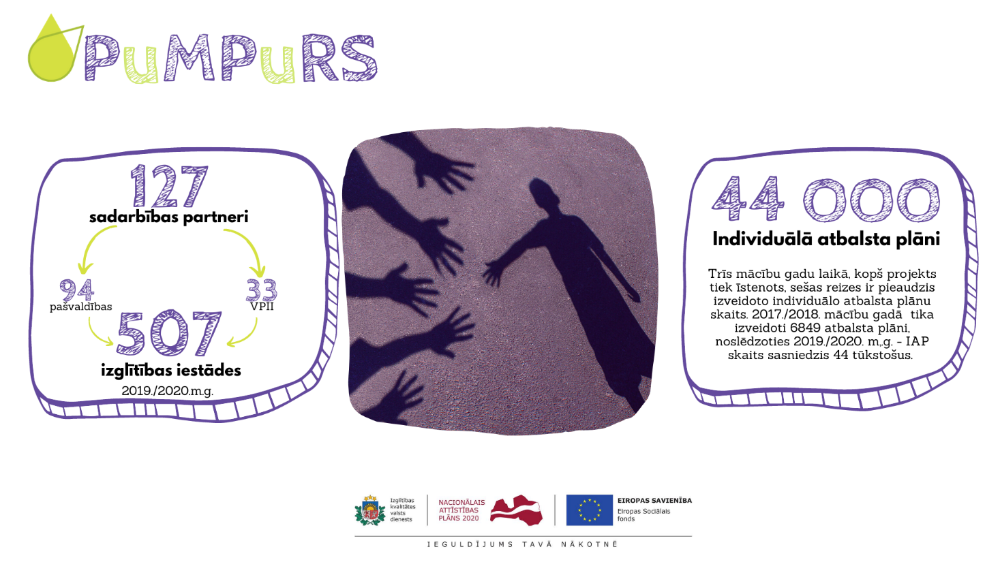 PuMPuRS
127
sadarbības partneri
94
pašvaldības
33
VPII
507
izglītības iestādes
2019./2020.m.g.
44 000
Individuālā atbalsta plāni
Trīs mācību gadu laikā, kopš projekts
tiek īstenots, sešas reizes ir pieaudzis
izveidoto individuālo atbalsta plānu
skaits. 2017./2018. mācību gadā tika
izveidoti 6849 atbalsta plāni,
noslēdzoties 2019./2020. m,.g. - IAP
skaits sasniedzis 44 tūkstošus.
Izglītības
kvalitātes
valsts
dienests
NACIONĀLAIS
ATTĪSTĪBAS
PLĀNS 2020
EIROPAS SAVIENĪBA
Eiropas Sociālais
fonds
IEGULDĪJUMS TAVĀ NĀKOTNĒ